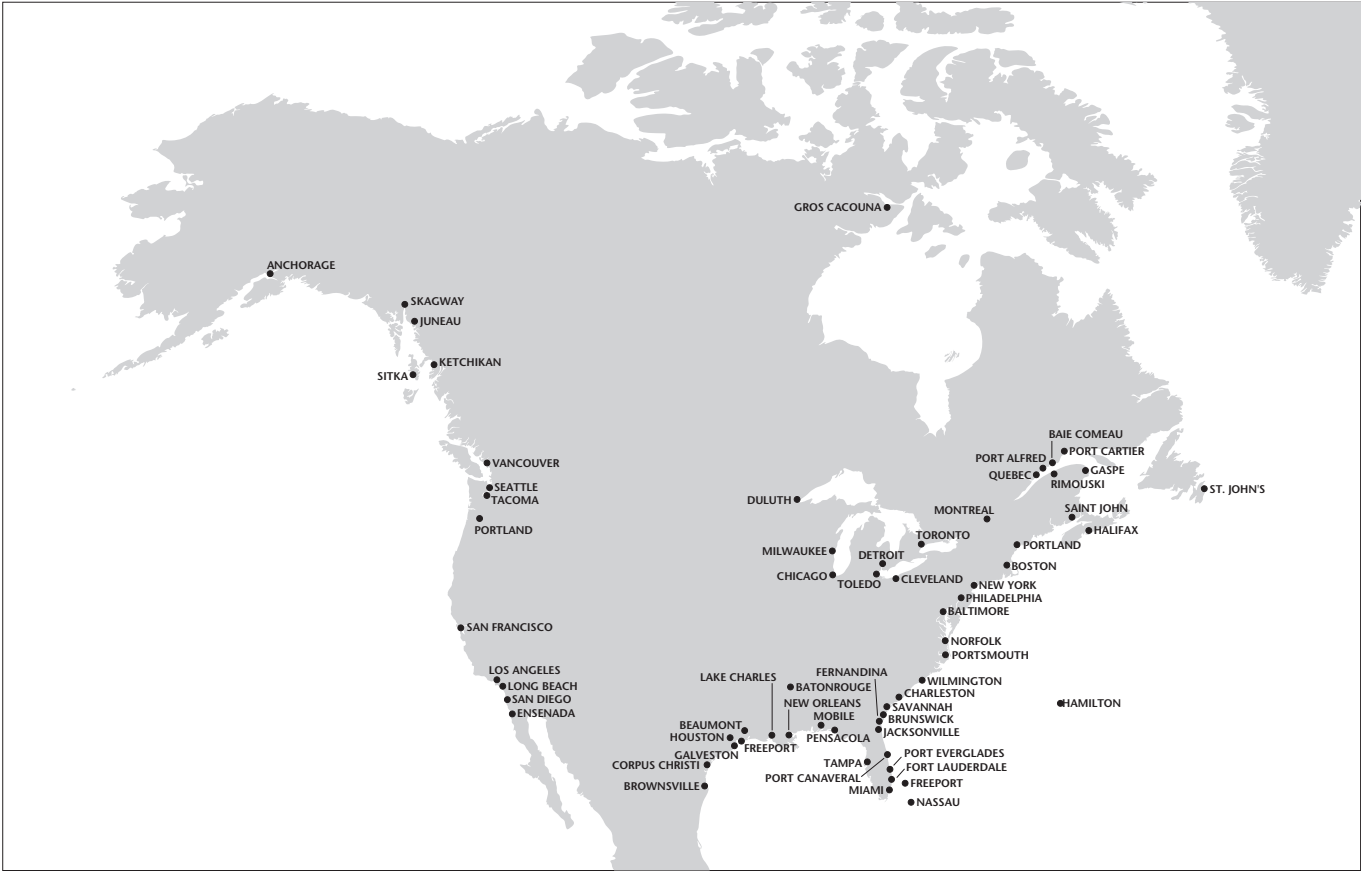 GROS CACOUNA
ANCHORAGE
SKAGWAY
JUNEAU
KETCHIKAN
SITKA
BAIE COMEAU
PORT CARTIER
PORT ALFRED
GASPE
QUEBEC
RIMOUSKI
VANCOUVER
SEATTLE
TACOMA
ST. JOHN'S
DULUTH
SAINT JOHN
MONTREAL
PORTLAND
HALIFAX
TORONTO
PORTLAND
MILWAUKEE
DETROIT
BOSTON
CHICAGO
TOLEDO
CLEVELAND
NEW YORK
PHILADELPHIA
BALTIMORE
SAN FRANCISCO
NORFOLK
PORTSMOUTH
LOS ANGELES
FERNANDINA
LAKE CHARLES
WILMINGTON
LONG BEACH
BATONROUGE
CHARLESTON
SAN DIEGO
NEW ORLEANS
HAMILTON
SAVANNAH
ENSENADA
MOBILE
BRUNSWICK
BEAUMONT
JACKSONVILLE
HOUSTON
PENSACOLA
FREEPORT
GALVESTON
PORT EVERGLADES
CORPUS CHRISTI
TAMPA
FORT LAUDERDALE
PORT CANAVERAL
FREEPORT
BROWNSVILLE
MIAMI
NASSAU